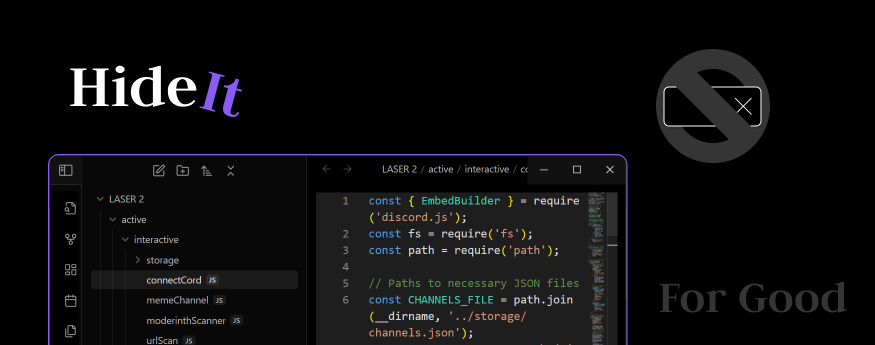 HideIt
LASER 2 / active / interactive / co
LASER 2
active
interactive
storage
connectCord JS
memeChannel JS
moderinthScanner JS
urlScan JS
1 const { EmbedBuilder } = require
('discord.js');
2 const fs = require('fs');
3 const path = require('path');
4
5 // Paths to necessary JSON files
6 const CHANNELS_FILE = path.join
(__dirname, '../storage/
channels.json');
For Good